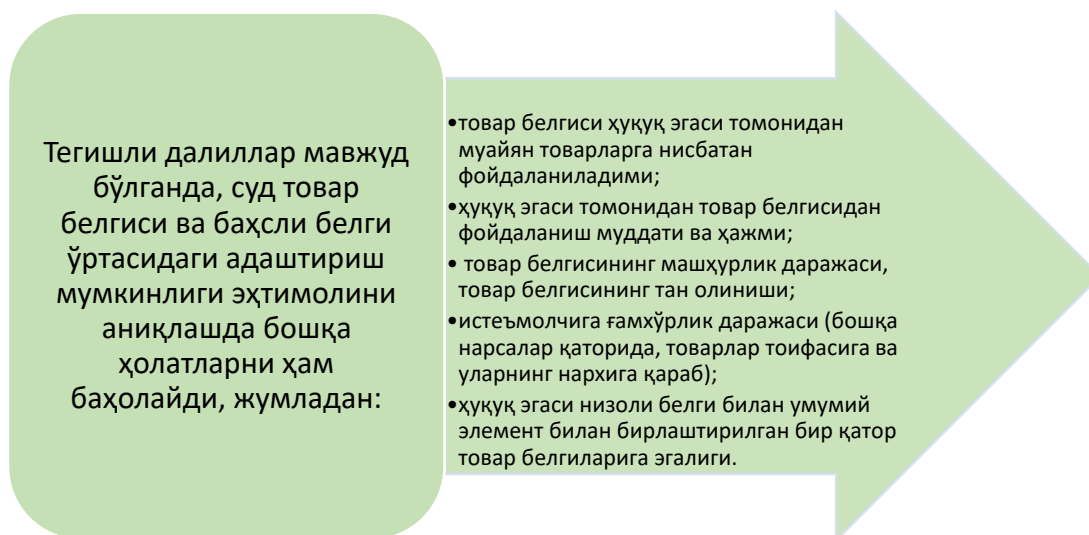 Тегишли далиллар мавжуд
бўлганда, суд товар
белгиси ва баҳсли белги
ўртасидаги адаштириш
мумкинлиги эҳтимолини
аниқлашда бошқа
ҳолатларни ҳам
баҳолайди, жумладан:
•товар белгиси ҳуқуқ эгаси томонидан
муайян товарларга нисбатан
фойдаланиладими;
•ҳуқуқ эгаси томонидан товар белгисидан
фойдаланиш муддати ва ҳажми;
• товар белгисининг машҳурлик даражаси,
товар белгисининг тан олиниши;
•истеъмолчига ғамхўрлик даражаси (бошқа
нарсалар қаторида, товарлар тоифасига ва
уларнинг нархига қараб);
•ҳуқуқ эгаси низоли белги билан умумий
элемент билан бирлаштирилган бир қатор
товар белгиларига эгалиги.